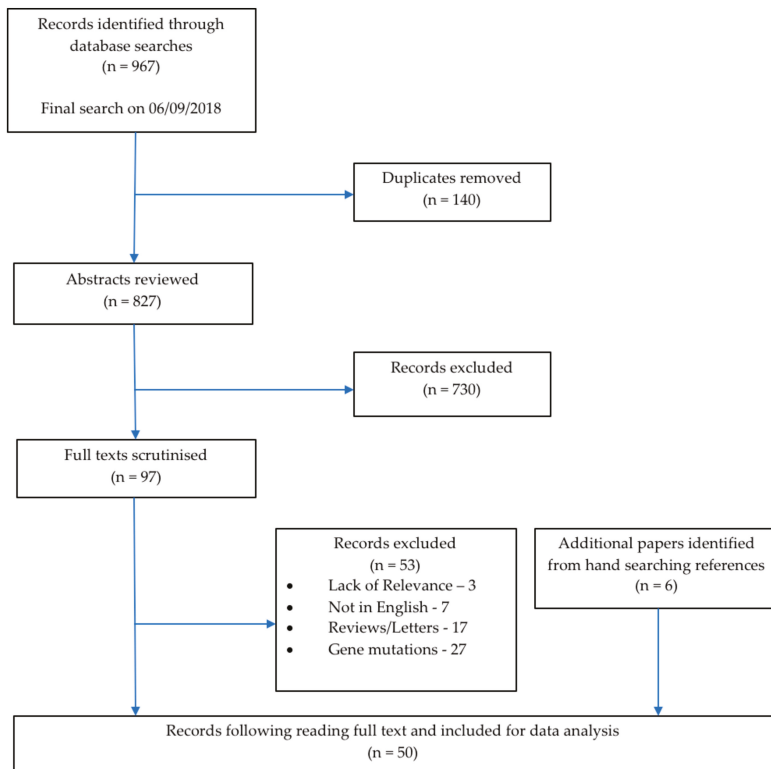 Records identified through
database searches
(n = 967)
Final search on 06/09/2018
Duplicates removed
(n = 140)
Abstracts reviewed
(n = 827)
Records excluded
(n = 730)
Full texts scrutinised
(n = 97)
Records excluded
(n = 53)
• Lack of Relevance – 3
• Not in English - 7
• Reviews/Letters - 17
• Gene mutations - 27
Additional papers identified
from hand searching references
(n = 6)
Records following reading full text and included for data analysis
(n = 50)